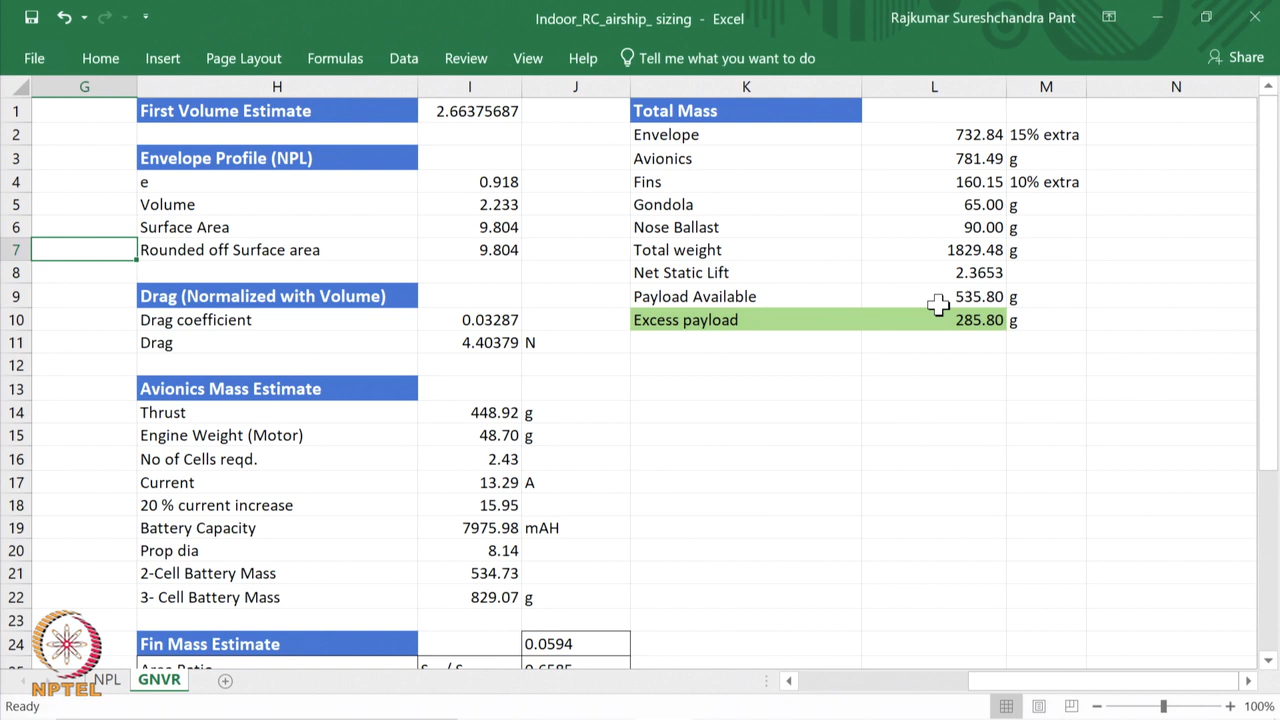 Indoor_RC_airship_ sizing - Excel
Rajkumar Sureshchandra Pant
File Home Insert Page Layout Formulas Data Review View Help Tell me what you want to do Share
G H I J K L M N
1 First Volume Estimate 2.66375687 Total Mass
2 Envelope 732.84 15% extra
3 Envelope Profile (NPL) Avionics 781.49 g
4 e 0.918 Fins 160.15 10% extra
5 Volume 2.233 Gondola 65.00 g
6 Surface Area 9.804 Nose Ballast 90.00 g
7 Rounded off Surface area 9.804 Total weight 1829.48 g
8 Net Static Lift 2.3653
9 Drag (Normalized with Volume) Payload Available 535.80 g
10 Drag coefficient 0.03287 Excess payload 285.80 g
11 Drag 4.40379 N
12
13 Avionics Mass Estimate
14 Thrust 448.92 g
15 Engine Weight (Motor) 48.70 g
16 No of Cells reqd. 2.43
17 Current 13.29 A
18 20 % current increase 15.95
19 Battery Capacity 7975.98 mAH
20 Prop dia 8.14
21 2-Cell Battery Mass 534.73
22 3- Cell Battery Mass 829.07 g
23
24 Fin Mass Estimate 0.0594
NPTEL
NPL GNVR
Ready
100%